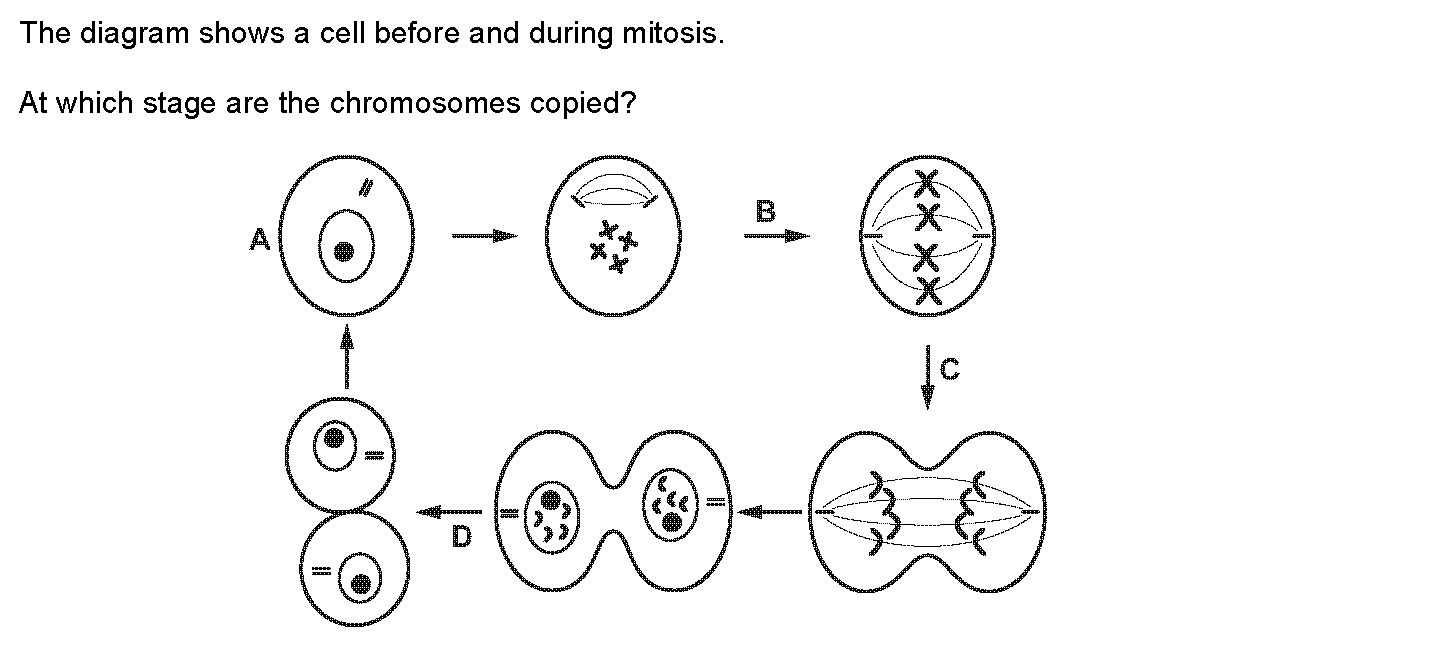 The diagram shows a cell before and during mitosis.
At which stage are the chromosomes copied?
A
B
C
D